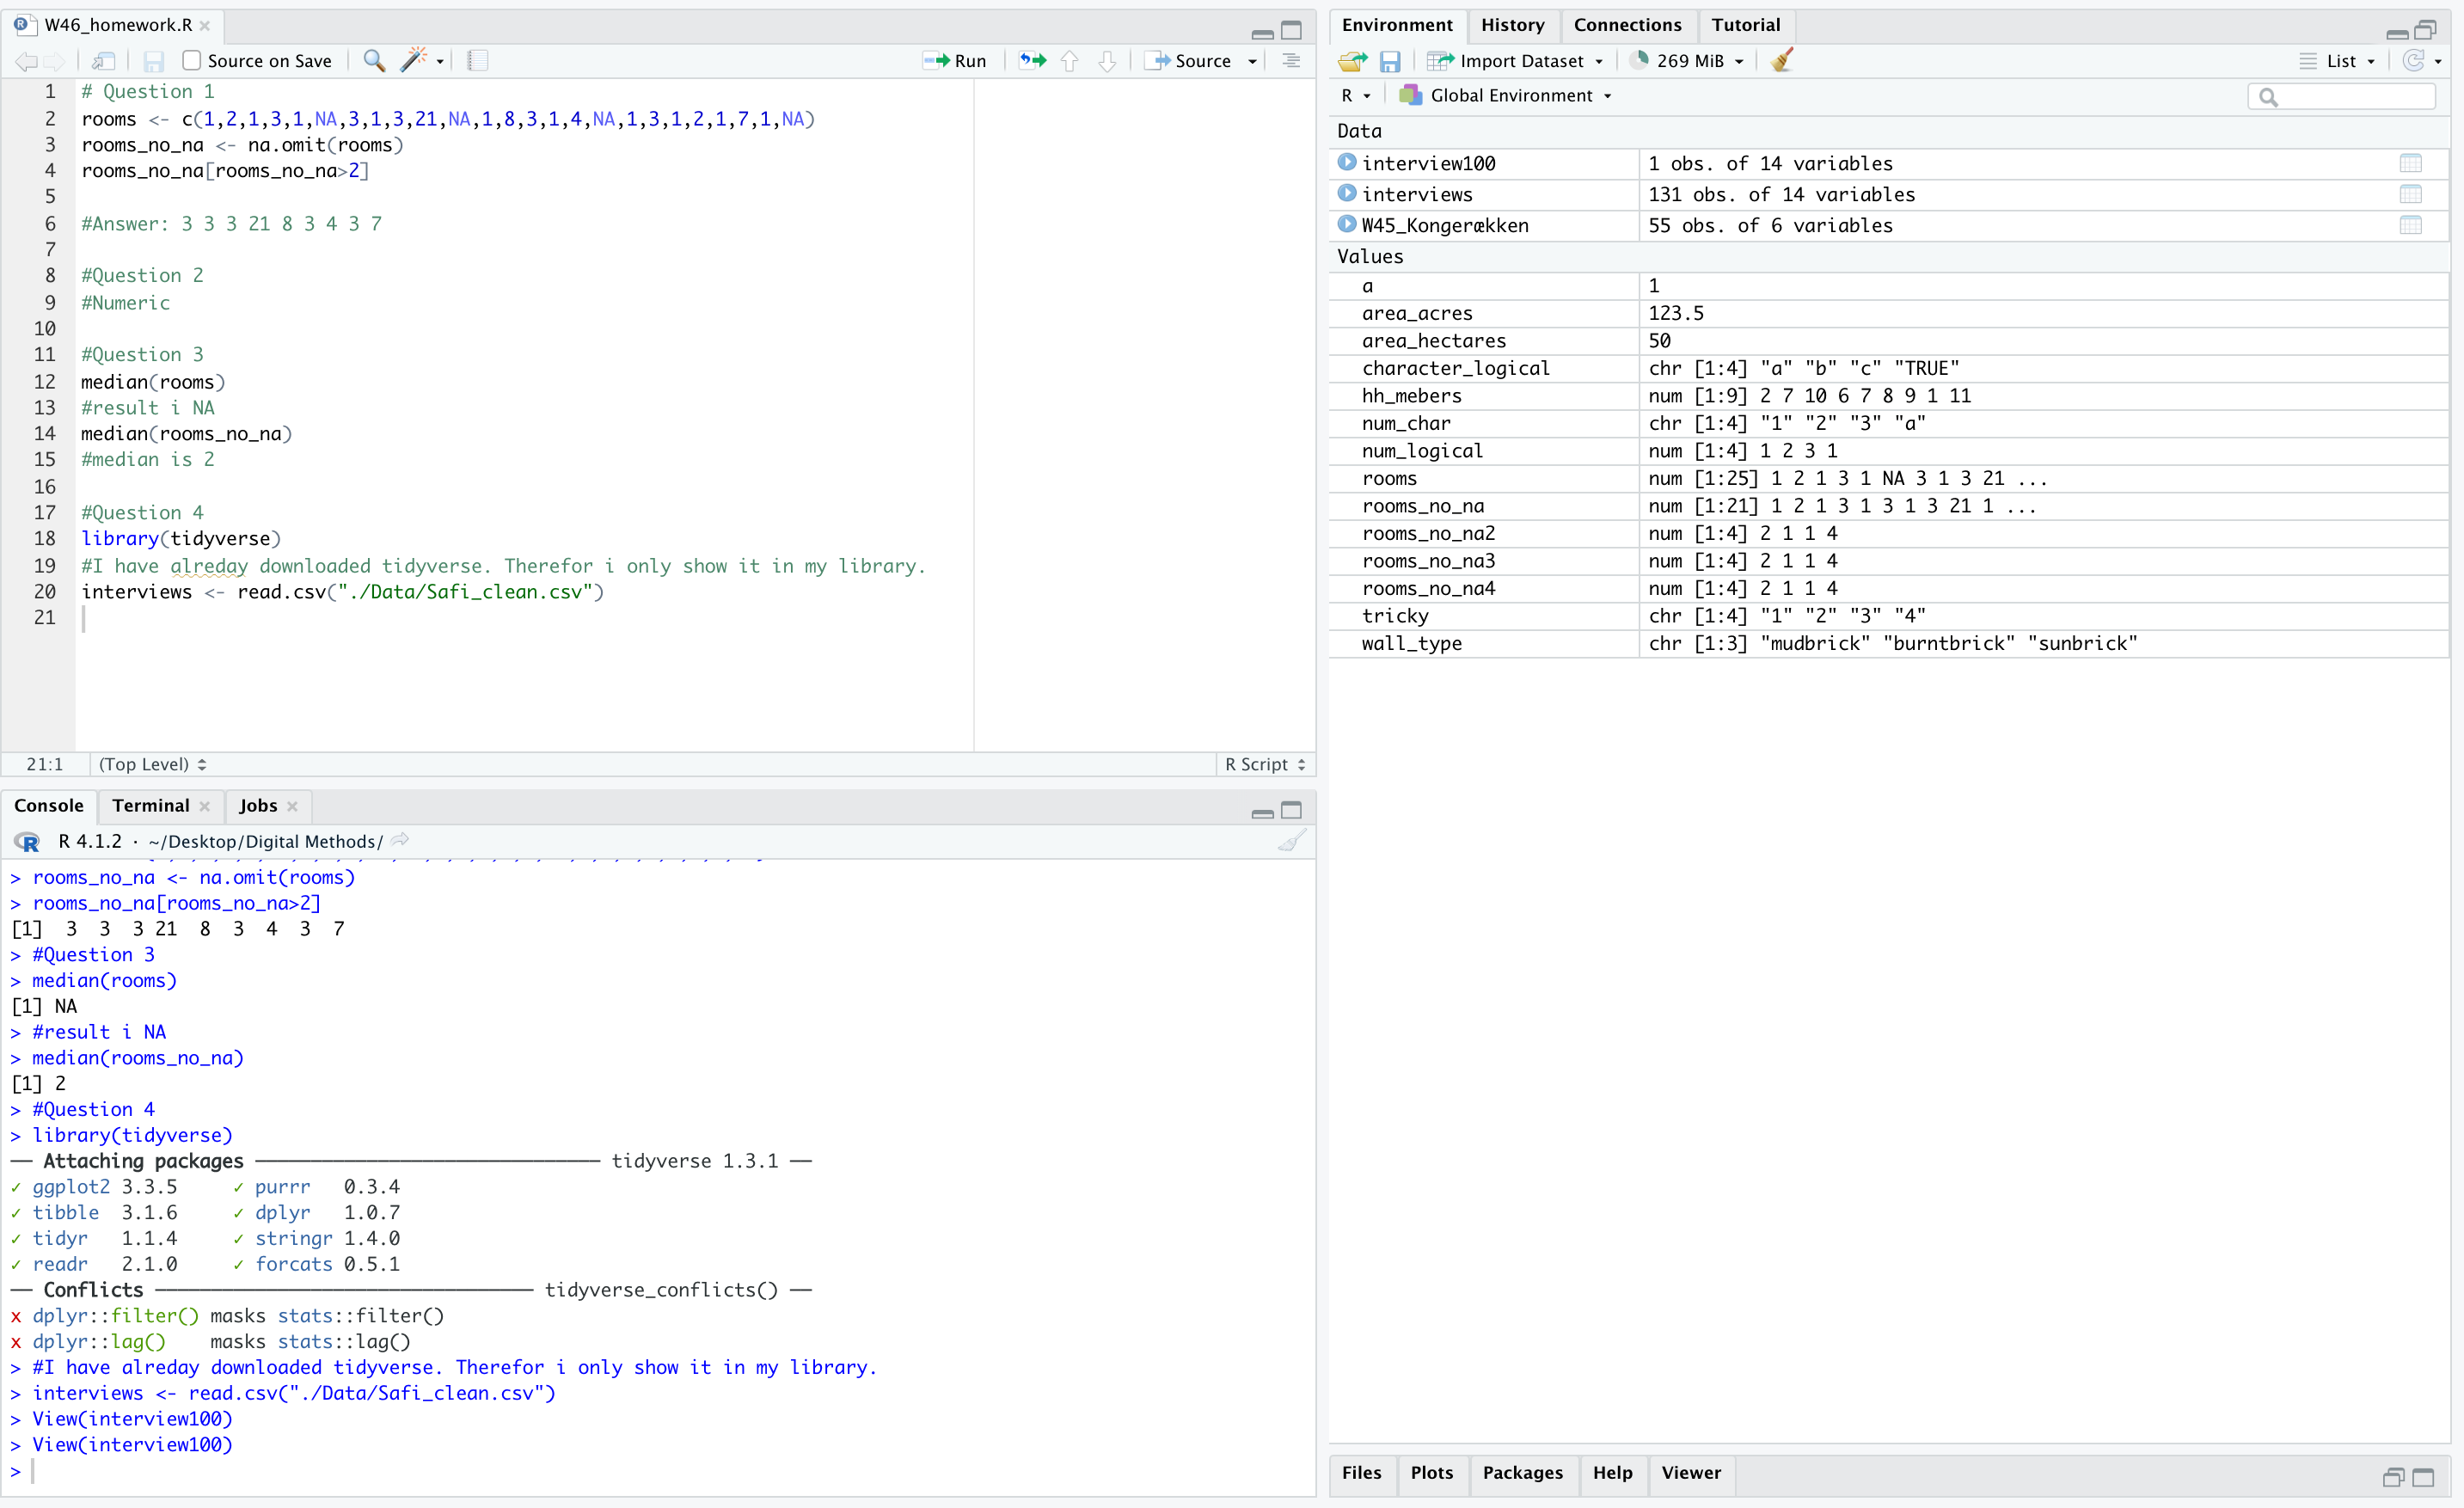 W46_homework.R
Source on Save
Run
Source
1 # Question 1
2 rooms <- c(1,2,1,3,1,NA,3,1,3,21,NA,1,8,3,1,4,NA,1,3,1,2,1,7,1,NA)
3 rooms_no_na <- na.omit(rooms)
4 rooms_no_na[rooms_no_na>2]
5
6 #Answer: 3 3 3 21 8 3 4 3 7
7
8 #Question 2
9 #Numeric
10
11 #Question 3
12 median(rooms)
13 #result i NA
14 median(rooms_no_na)
15 #median is 2
16
17 #Question 4
18 library(tidyverse)
19 #I have alreday downloaded tidyverse. Therefor i only show it in my library.
20 interviews <- read.csv("./Data/Safi_clean.csv")
21
21:1 (Top Level) R Script
Console Terminal Jobs
R 4.1.2 · ~/Desktop/Digital Methods/
> rooms_no_na <- na.omit(rooms)
> rooms_no_na[rooms_no_na>2]
[1]  3  3  3 21  8  3  4  3  7
> #Question 3
> median(rooms)
[1] NA
> #result i NA
> median(rooms_no_na)
[1] 2
> #Question 4
> library(tidyverse)
── Attaching packages ─────────────────────────────── tidyverse 1.3.1 ──
✓ ggplot2 3.3.5     ✓ purrr   0.3.4
✓ tibble  3.1.6     ✓ dplyr   1.0.7
✓ tidyr   1.1.4     ✓ stringr 1.4.0
✓ readr   2.1.0     ✓ forcats 0.5.1
── Conflicts ────────────────────────────────── tidyverse_conflicts() ──
x dplyr::filter() masks stats::filter()
x dplyr::lag()    masks stats::lag()
> #I have alreday downloaded tidyverse. Therefor i only show it in my library.
> interviews <- read.csv("./Data/Safi_clean.csv")
> View(interview100)
> View(interview100)
>
Environment History Connections Tutorial
Import Dataset 269 MiB List
R Global Environment
Data
interview100 1 obs. of 14 variables
interviews 131 obs. of 14 variables
W45_Kongerækken 55 obs. of 6 variables
Values
a 1
area_acres 123.5
area_hectares 50
character_logical chr [1:4] "a" "b" "c" "TRUE"
hh_mebers num [1:9] 2 7 10 6 7 8 9 1 11
num_char chr [1:4] "1" "2" "3" "a"
num_logical num [1:4] 1 2 3 1
rooms num [1:25] 1 2 1 3 1 NA 3 1 3 21 ...
rooms_no_na num [1:21] 1 2 1 3 1 3 1 3 21 1 ...
rooms_no_na2 num [1:4] 2 1 1 4
rooms_no_na3 num [1:4] 2 1 1 4
rooms_no_na4 num [1:4] 2 1 1 4
tricky chr [1:4] "1" "2" "3" "4"
wall_type chr [1:3] "mudbrick" "burntbrick" "sunbrick"
Files Plots Packages Help Viewer